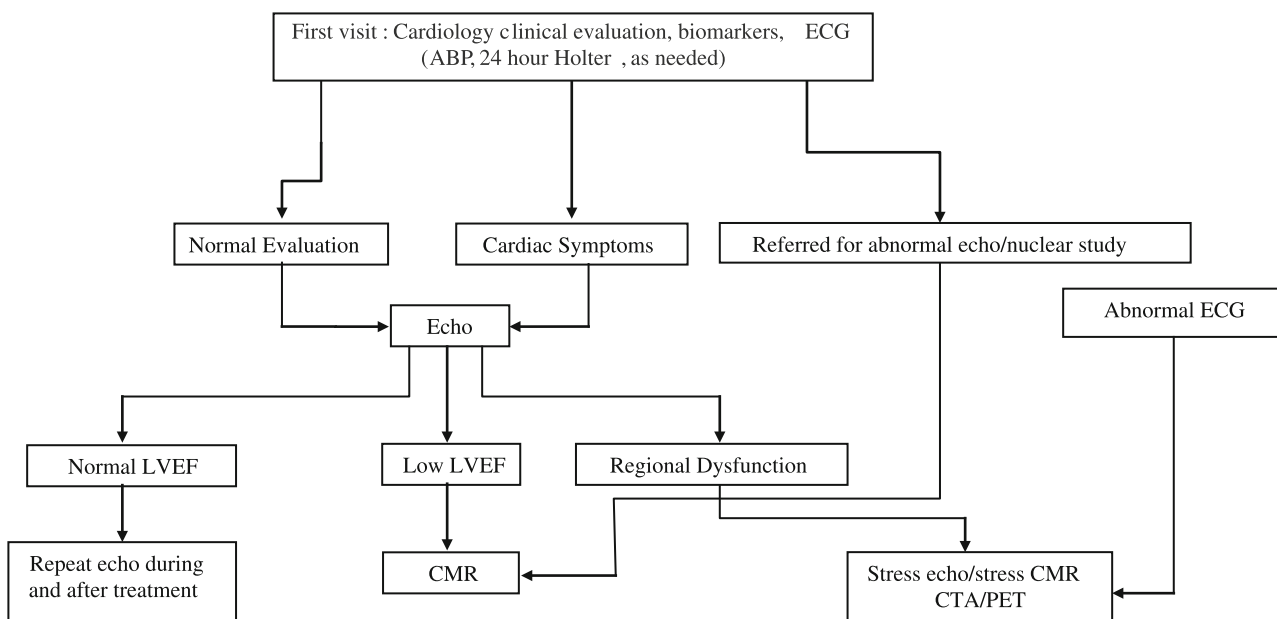 First visit : Cardiology clinical evaluation, biomarkers, ECG
(ABP, 24 hour Holter , as needed)
Normal Evaluation
Cardiac Symptoms
Referred for abnormal echo/nuclear study
Abnormal ECG
Echo
Normal LVEF
Low LVEF
Regional Dysfunction
Repeat echo during
and after treatment
CMR
Stress echo/stress CMR
CTA/PET